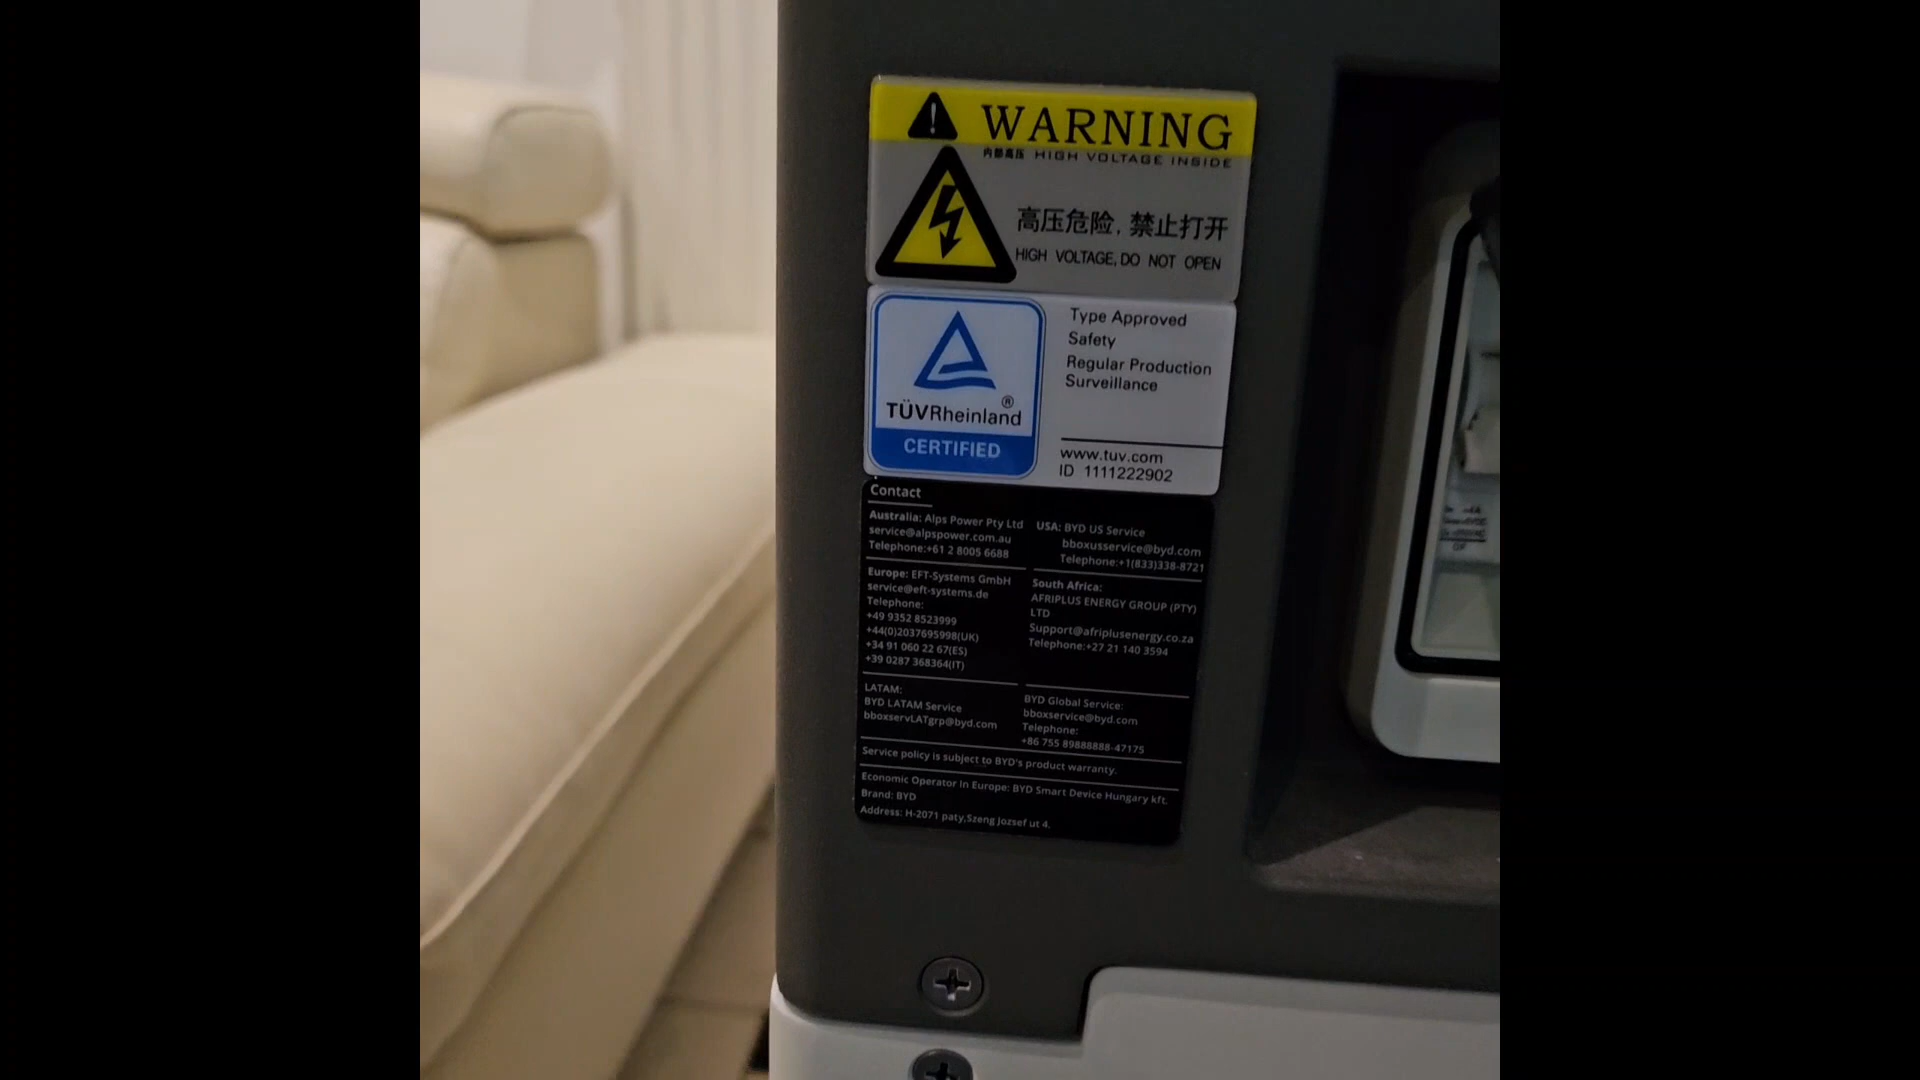 WARNING
内部高压 HIGH VOLTAGE INSIDE
高压危险, 禁止打开
HIGH VOLTAGE, DO NOT OPEN
TÜVRheinland ®
CERTIFIED
Type Approved
Safety
Regular Production
Surveillance
www.tuv.com
ID 1111222902
Contact
Australia: Alps Power Pty Ltd
service@alpspower.com.au
Telephone:+61 2 8005 6688
USA: BYD US Service
bboxusservice@byd.com
Telephone:+1(833)338-8721
Europe: EFT-Systems GmbH
service@eft-systems.de
Telephone:
+49 9352 8523999
+44(0)2037695998(UK)
+34 91 060 22 67(ES)
+39 0287 368364(IT)
South Africa:
AFRIPLUS ENERGY GROUP (PTY)
LTD
Support@afriplusenergy.co.za
Telephone:+27 21 140 3594
LATAM:
BYD LATAM Service
bboxservLATgrp@byd.com
BYD Global Service:
bboxservice@byd.com
Telephone:
+86 755 89888888-47175
Service policy is subject to BYD's product warranty.
Economic Operator In Europe: BYD Smart Device Hungary kft.
Brand: BYD
Address: H-2071 paty,Szeng Jozsef ut 4.